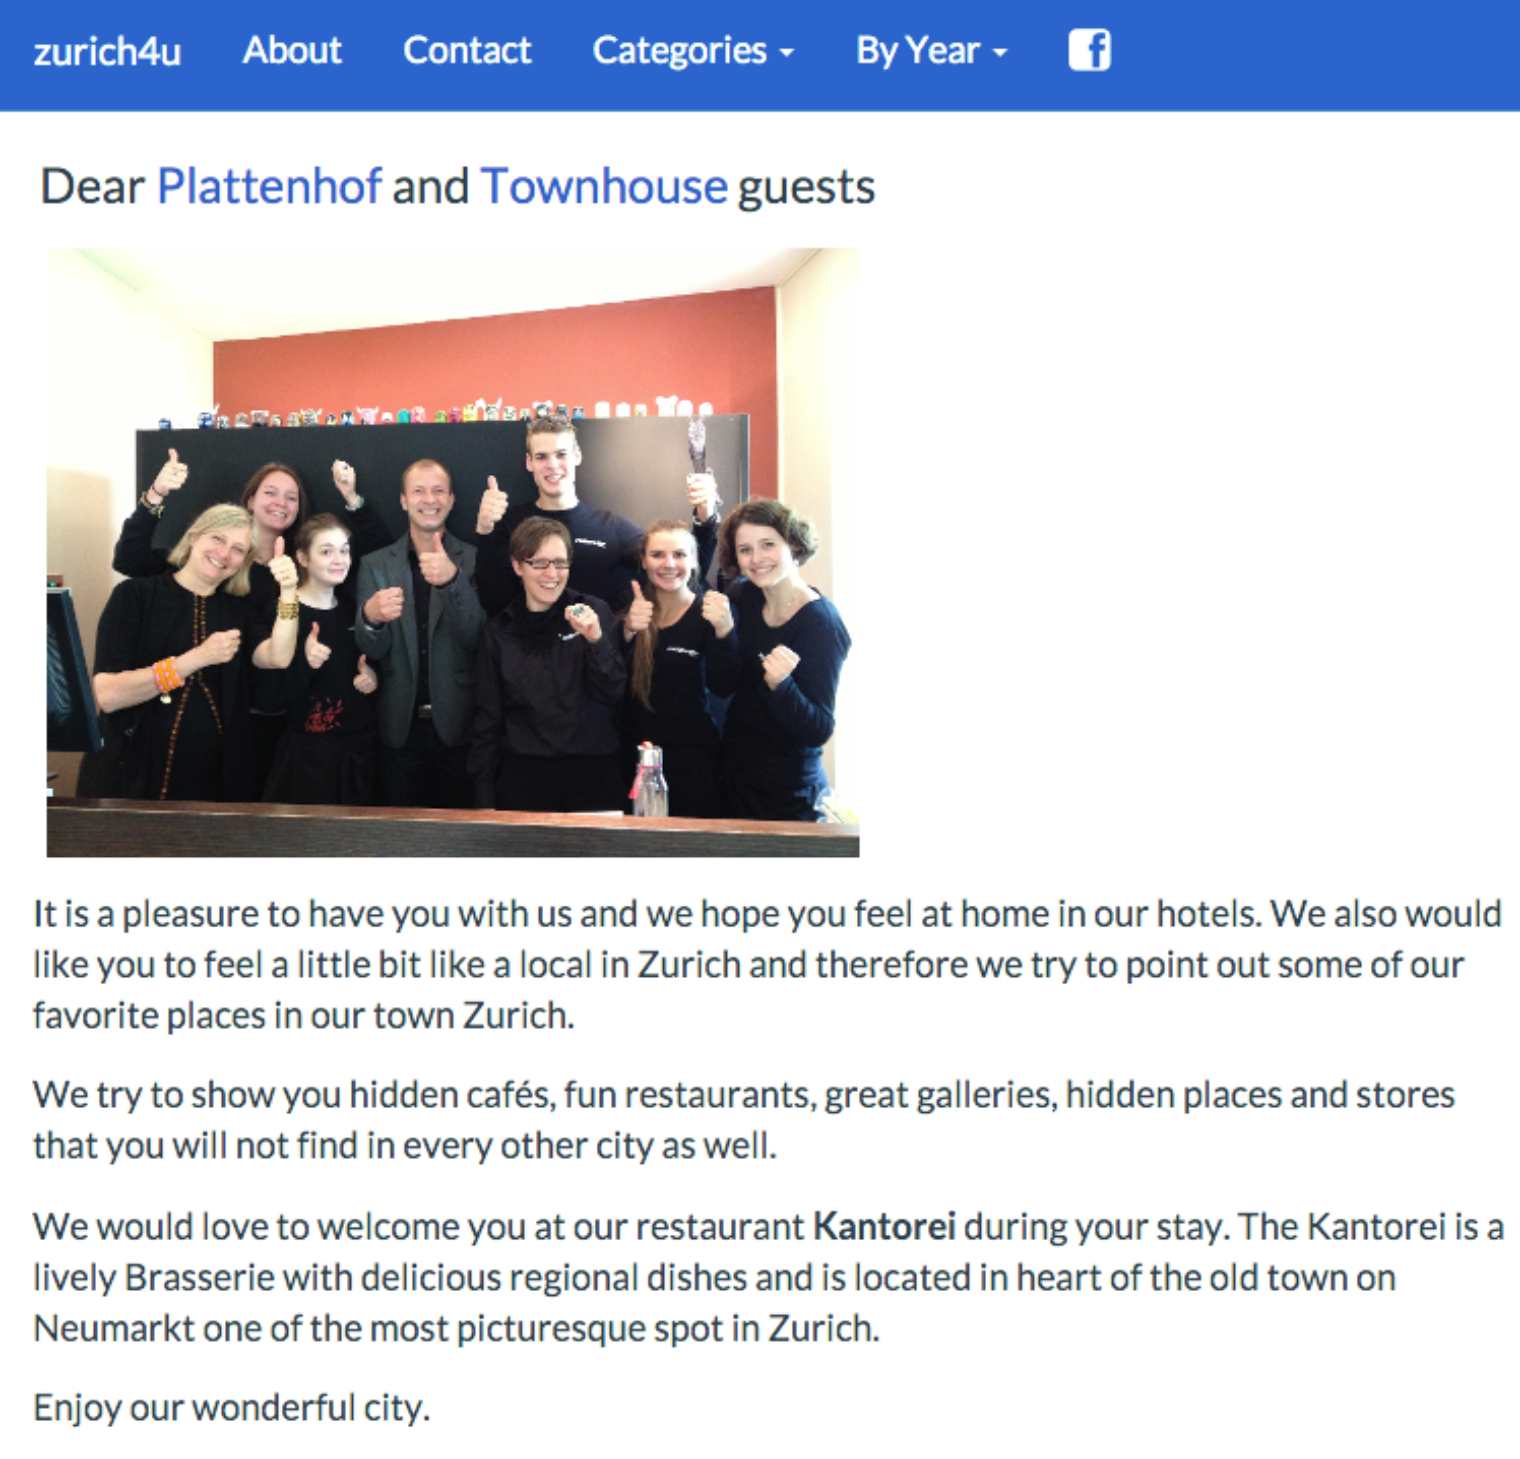 zurich4u About Contact Categories By Year
Dear Plattenhof and Townhouse guests
It is a pleasure to have you with us and we hope you feel at home in our hotels. We also would
like you to feel a little bit like a local in Zurich and therefore we try to point out some of our
favorite places in our town Zurich.
We try to show you hidden cafés, fun restaurants, great galleries, hidden places and stores
that you will not find in every other city as well.
We would love to welcome you at our restaurant Kantorei during your stay. The Kantorei is a
lively Brasserie with delicious regional dishes and is located in heart of the old town on
Neumarkt one of the most picturesque spot in Zurich.
Enjoy our wonderful city.